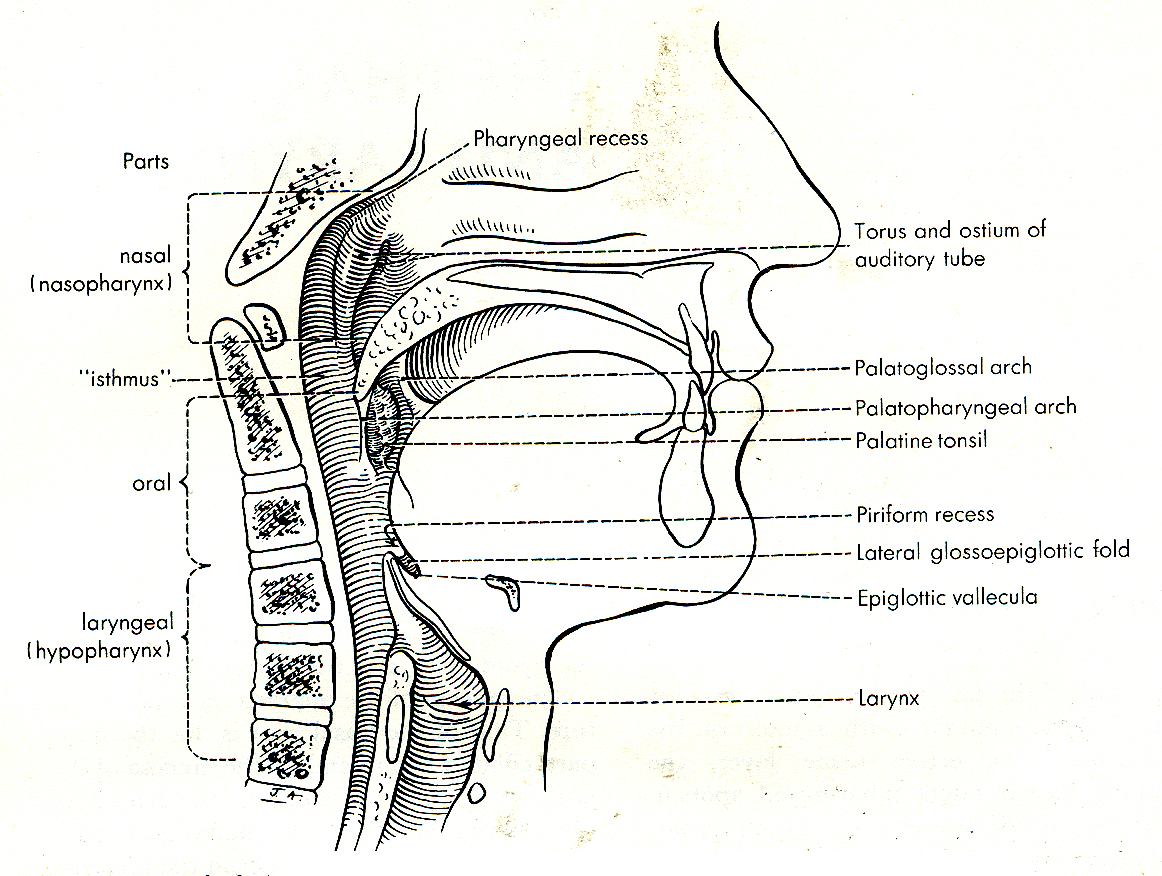 Pharyngeal recess
Parts
nasal
(nasopharynx)
Torus and ostium of
auditory tube
"isthmus"
Palatoglossal arch
Palatopharyngeal arch
Palatine tonsil
oral
Piriform recess
Lateral glossoepiglottic fold
Epiglottic vallecula
laryngeal
(hypopharynx)
Larynx
J.A.